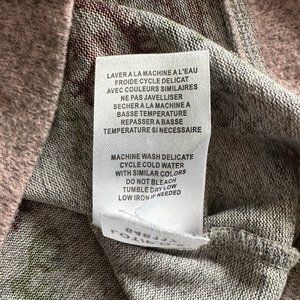 LAVER A LA MACHINE A L'EAU
FROIDE CYCLE DELICAT
AVEC COULEURS SIMILAIRES
NE PAS JAVELLISER
SECHER A LA MACHINE A
BASSE TEMPERATURE
REPASSER A BASSE
TEMPERATURE SI NECESSAIRE
MACHINE WASH DELICATE
CYCLE COLD WATER
WITH SIMILAR COLORS
DO NOT BLEACH
TUMBLE DRY LOW
LOW IRON IF NEEDED